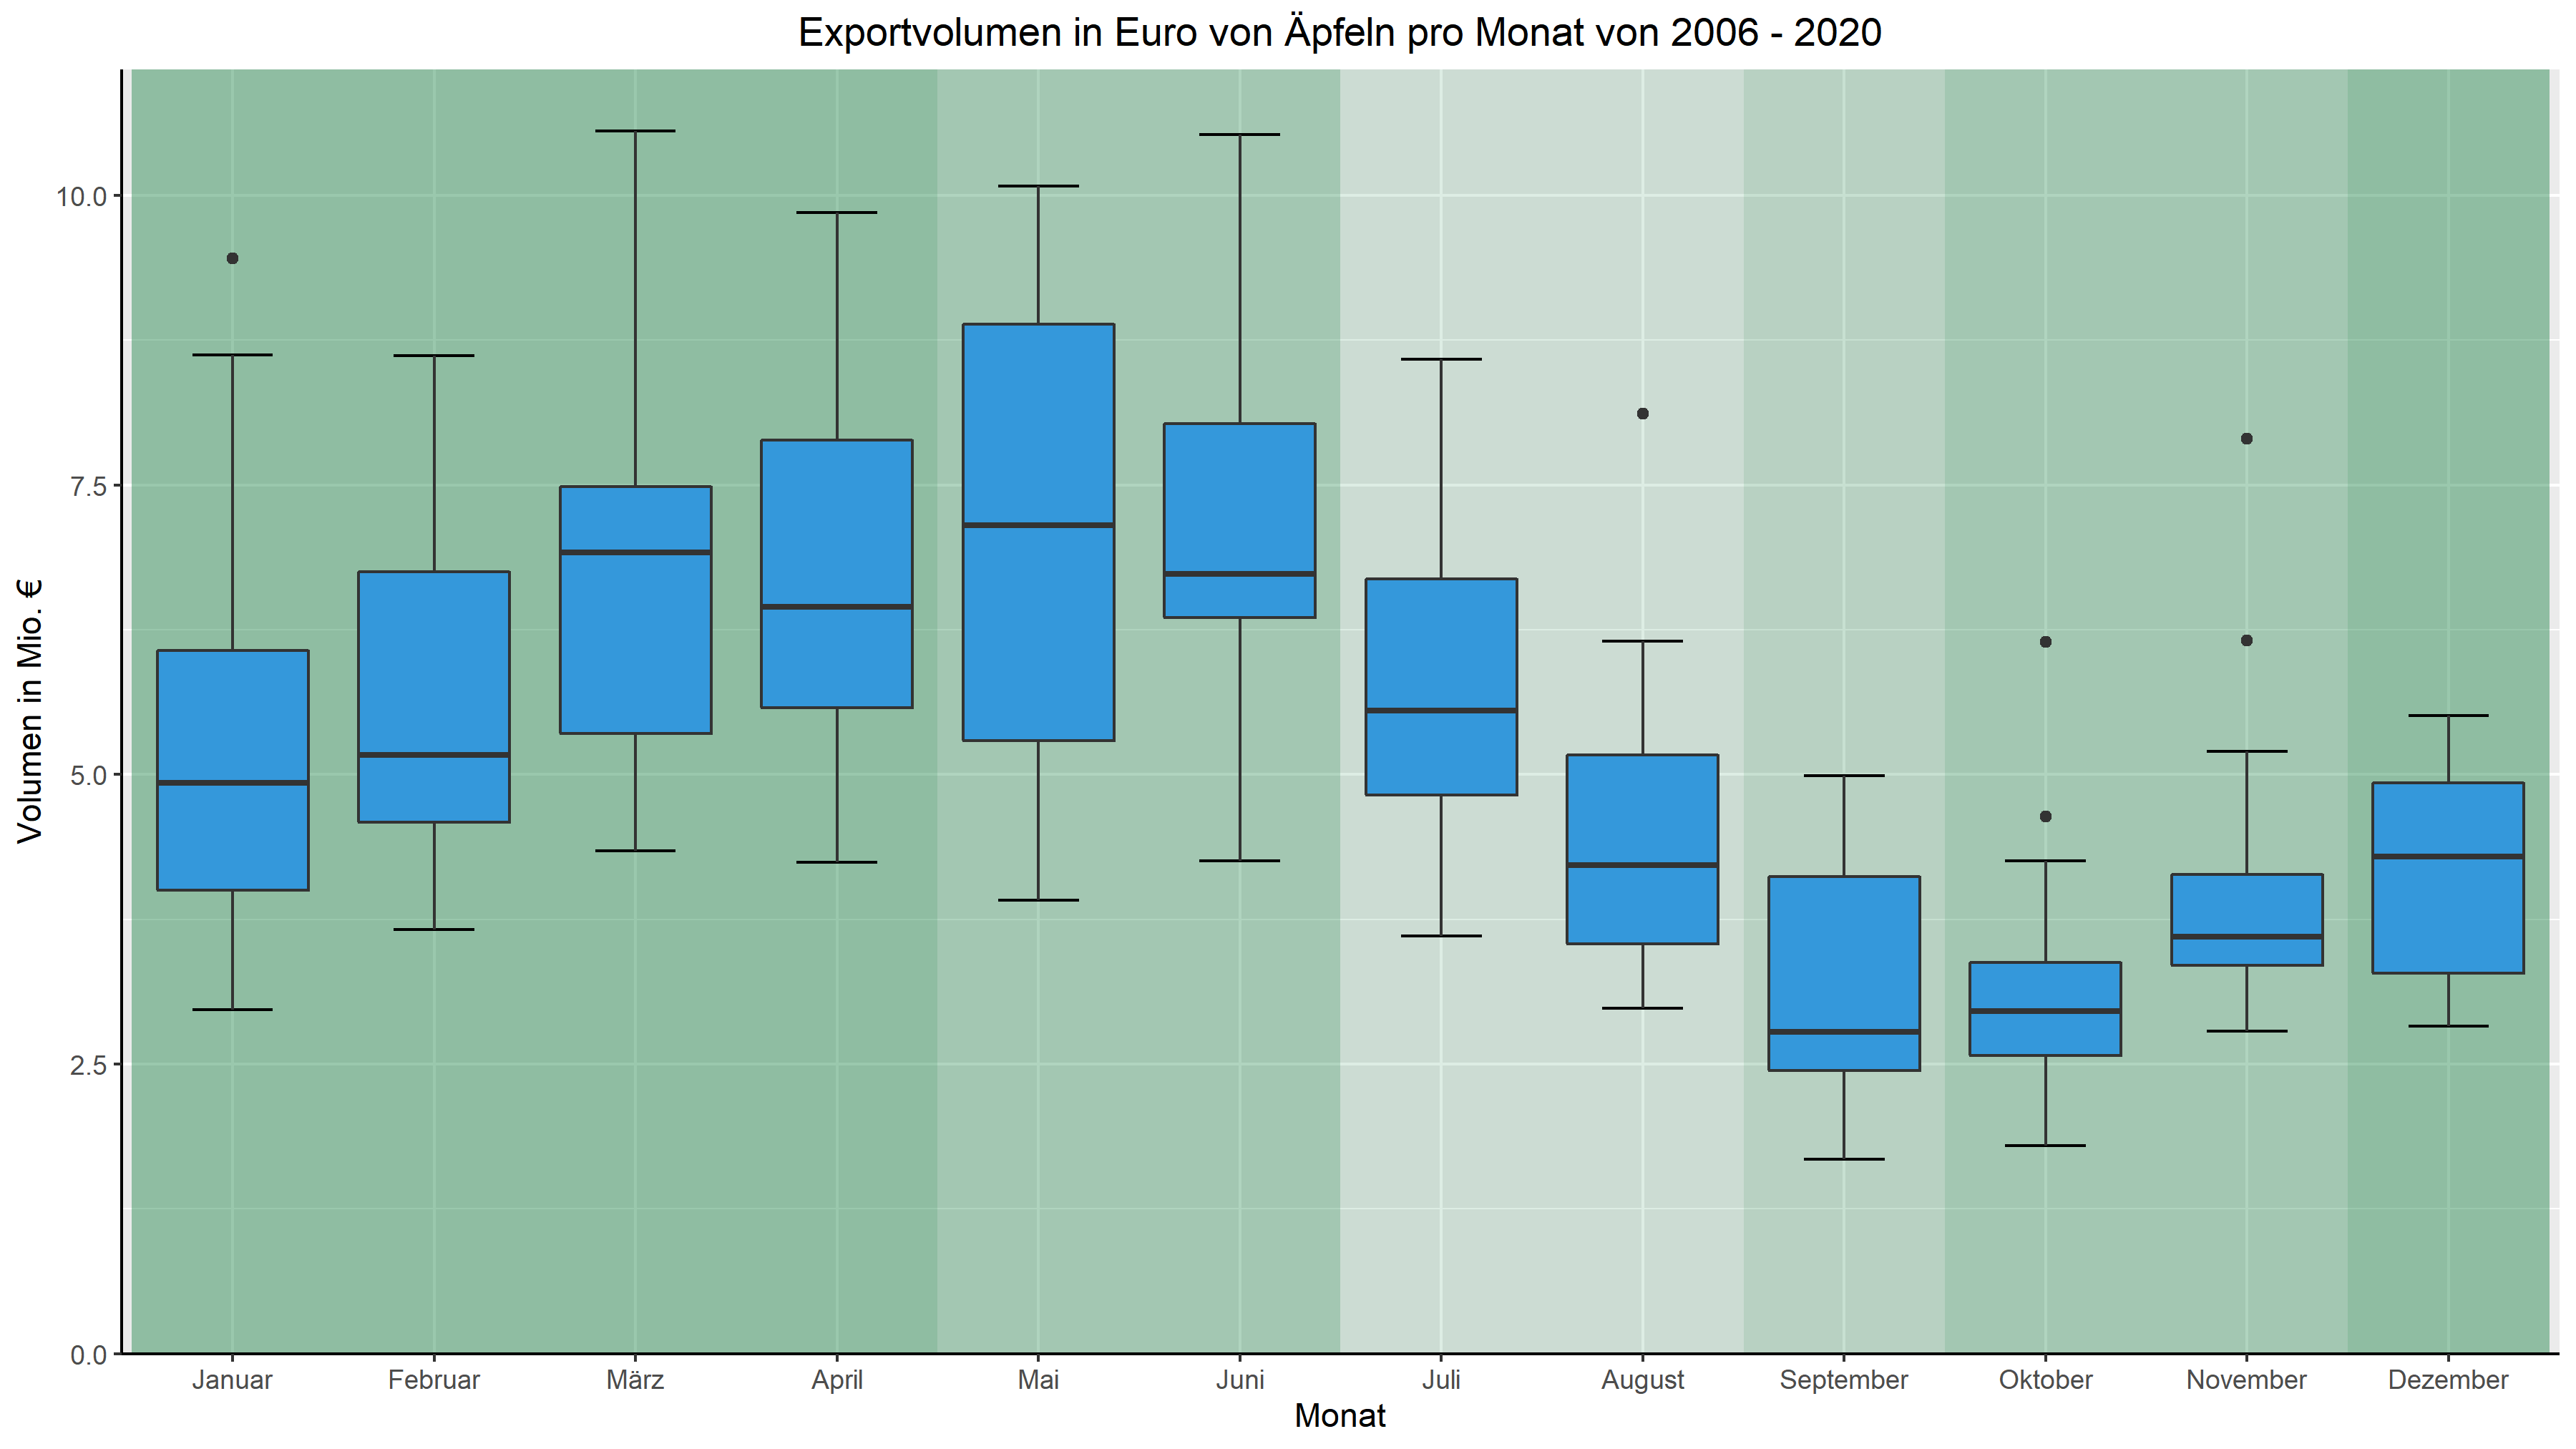 Exportvolumen in Euro von Äpfeln pro Monat von 2006 - 2020
Volumen in Mio. €
10.0
7.5
5.0
2.5
0.0
Januar Februar März April Mai Juni Juli August September Oktober November Dezember
Monat